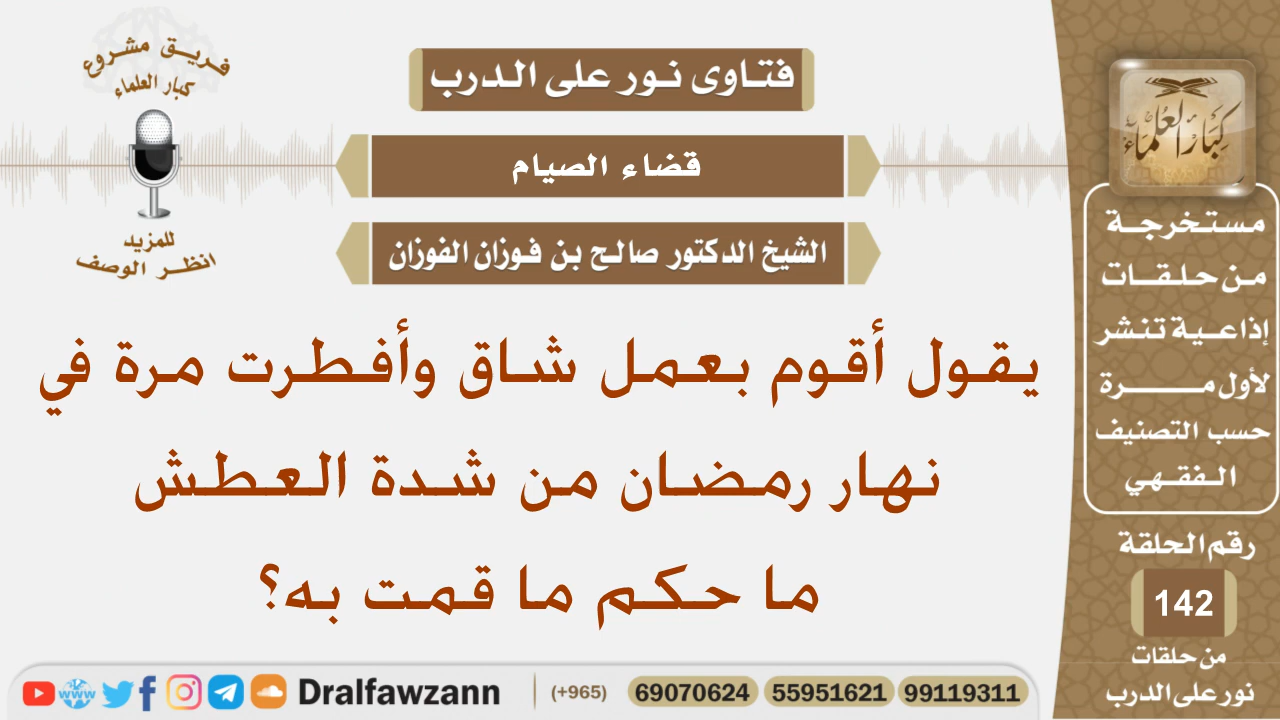 فريق مشروع
كبار العلماء
للمزيد
انظر الوصف
فتاوى نور على الدرب
قضاء الصيام
الشيخ الدكتور صالح بن فوزان الفوزان
يقول أقوم بعمل شاق وأفطرت مرة في
نهار رمضان من شدة العطش
ما حكم ما قمت به؟
كبار العلماء
مستخرجة
من حلقات
إذاعية تنشر
لأول مرة
حسب التصنيف
الفقهي
رقم الحلقة
142
من حلقات
نور على الدرب
www
Dralfawzann
(+965)
69070624
55951621
99119311